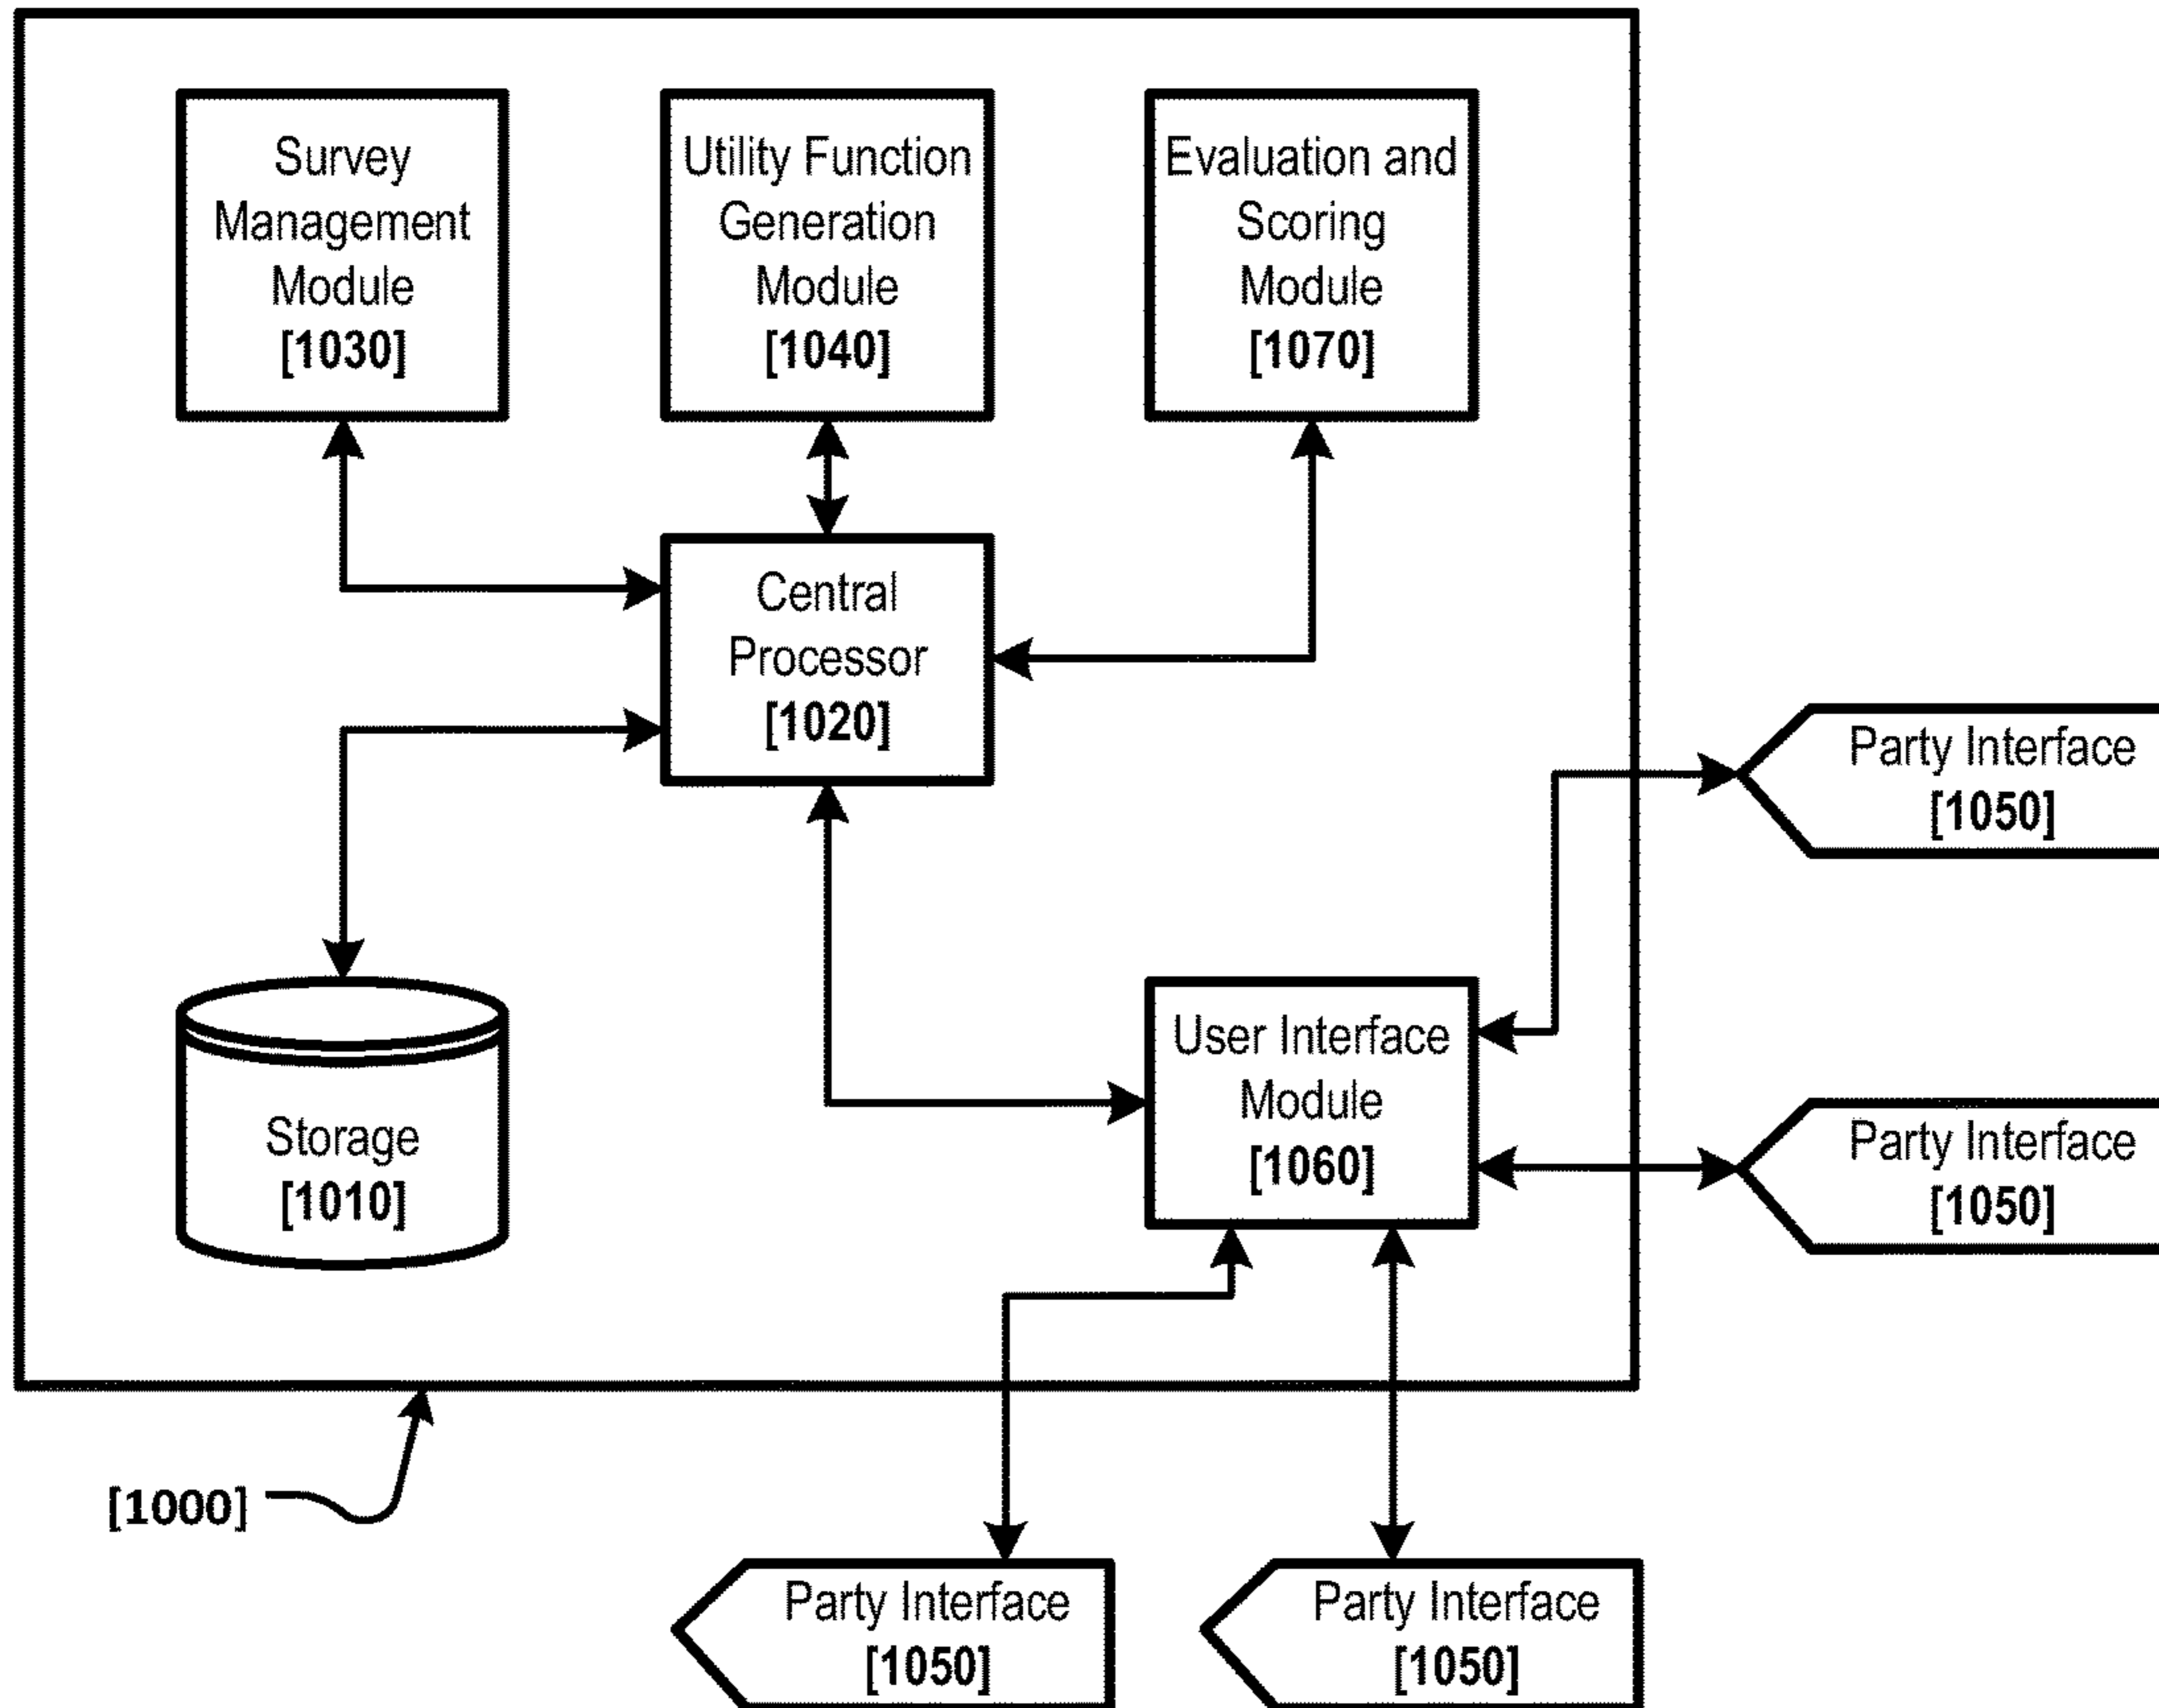 Survey
Management
Module
[1030]
Utility Function
Generation
Module
[1040]
Evaluation and
Scoring
Module
[1070]
Central
Processor
[1020]
Party Interface
[1050]
User Interface
Module
[1060]
Storage
[1010]
Party Interface
[1050]
[1000]
Party Interface
[1050]
Party Interface
[1050]